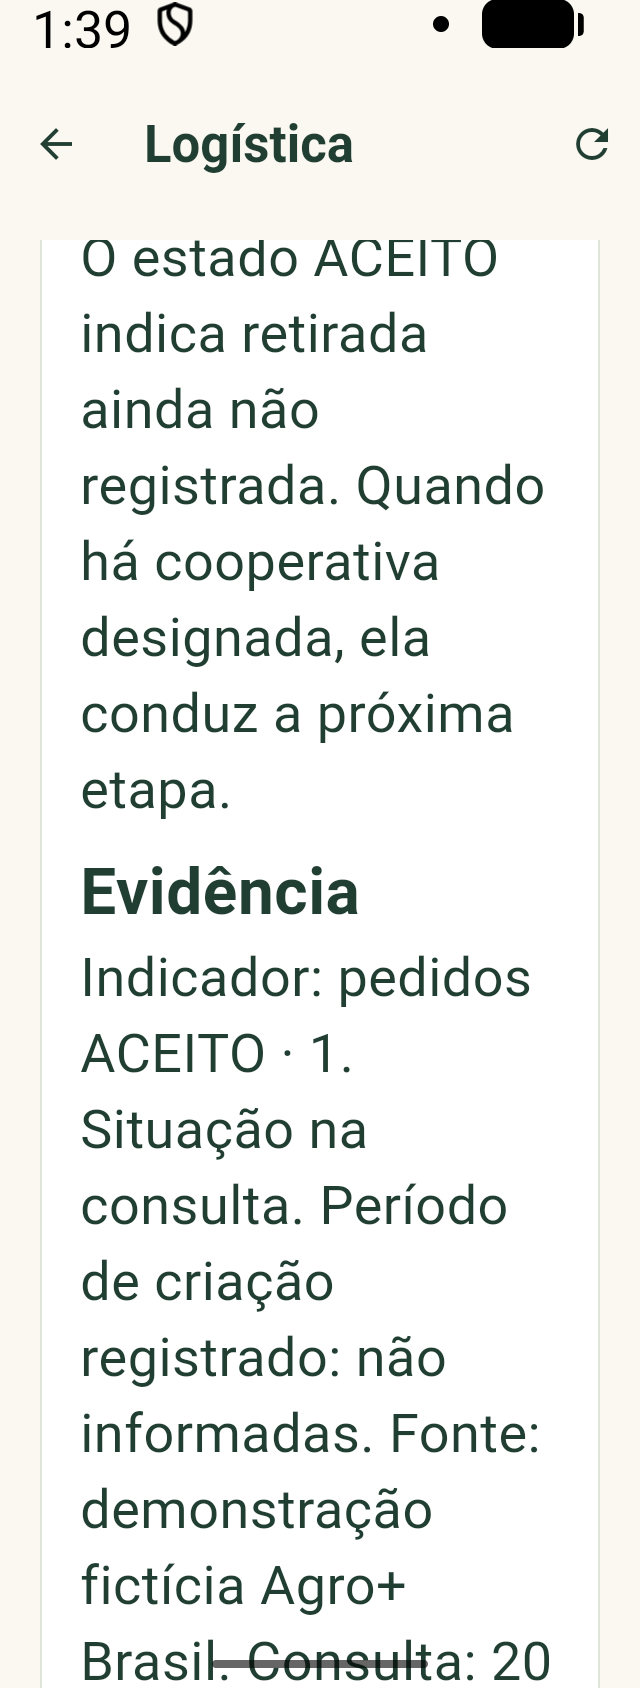 1:39
Logística
O estado ACEITO
indica retirada
ainda não
registrada. Quando
há cooperativa
designada, ela
conduz a próxima
etapa.
Evidência
Indicador: pedidos
ACEITO · 1.
Situação na
consulta. Período
de criação
registrado: não
informadas. Fonte:
demonstração
fictícia Agro+
Brasil. Consulta: 20